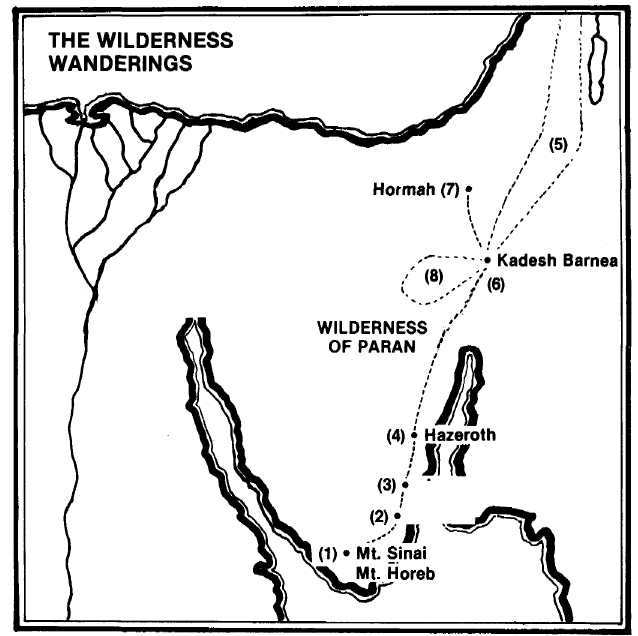 THE WILDERNESS
WANDERINGS
(5)
Hormah (7)
Kadesh Barnea
(8)
(6)
WILDERNESS
OF PARAN
(4) Hazeroth
(3)
(2)
(1) Mt. Sinai
Mt. Horeb